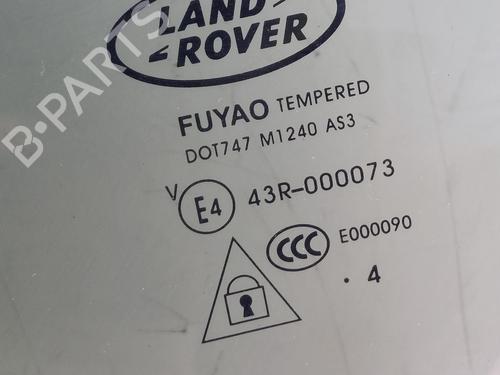 LAND
ROVER
B-PARTS
FUYAO TEMPERED
DOT747 M1240 AS3
V E4 43R-000073
CCC E000090
· 4